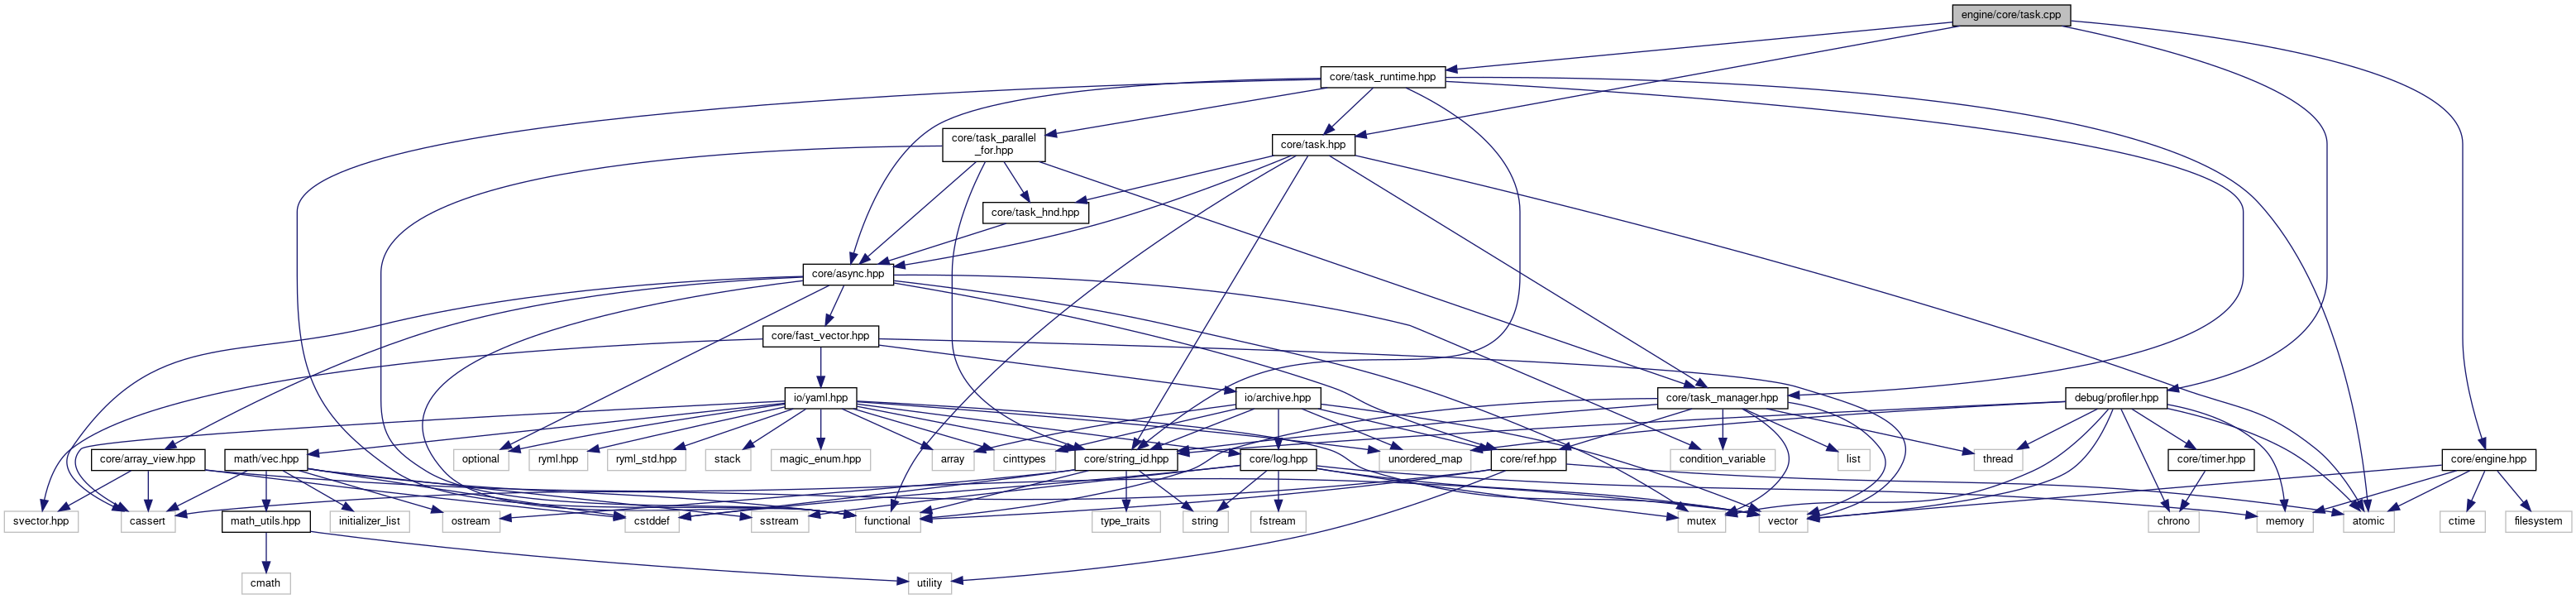 engine/core/task.cpp
core/task_runtime.hpp
core/task_parallel
_for.hpp
core/task.hpp
core/task_hnd.hpp
core/async.hpp
core/fast_vector.hpp
io/yaml.hpp
io/archive.hpp
core/task_manager.hpp
debug/profiler.hpp
core/array_view.hpp
math/vec.hpp
optional
ryml.hpp
ryml_std.hpp
stack
magic_enum.hpp
array
cinttypes
core/string_id.hpp
core/log.hpp
unordered_map
core/ref.hpp
condition_variable
list
thread
core/timer.hpp
core/engine.hpp
svector.hpp
cassert
math_utils.hpp
initializer_list
ostream
cstddef
sstream
functional
type_traits
string
fstream
mutex
vector
chrono
memory
atomic
ctime
filesystem
cmath
utility